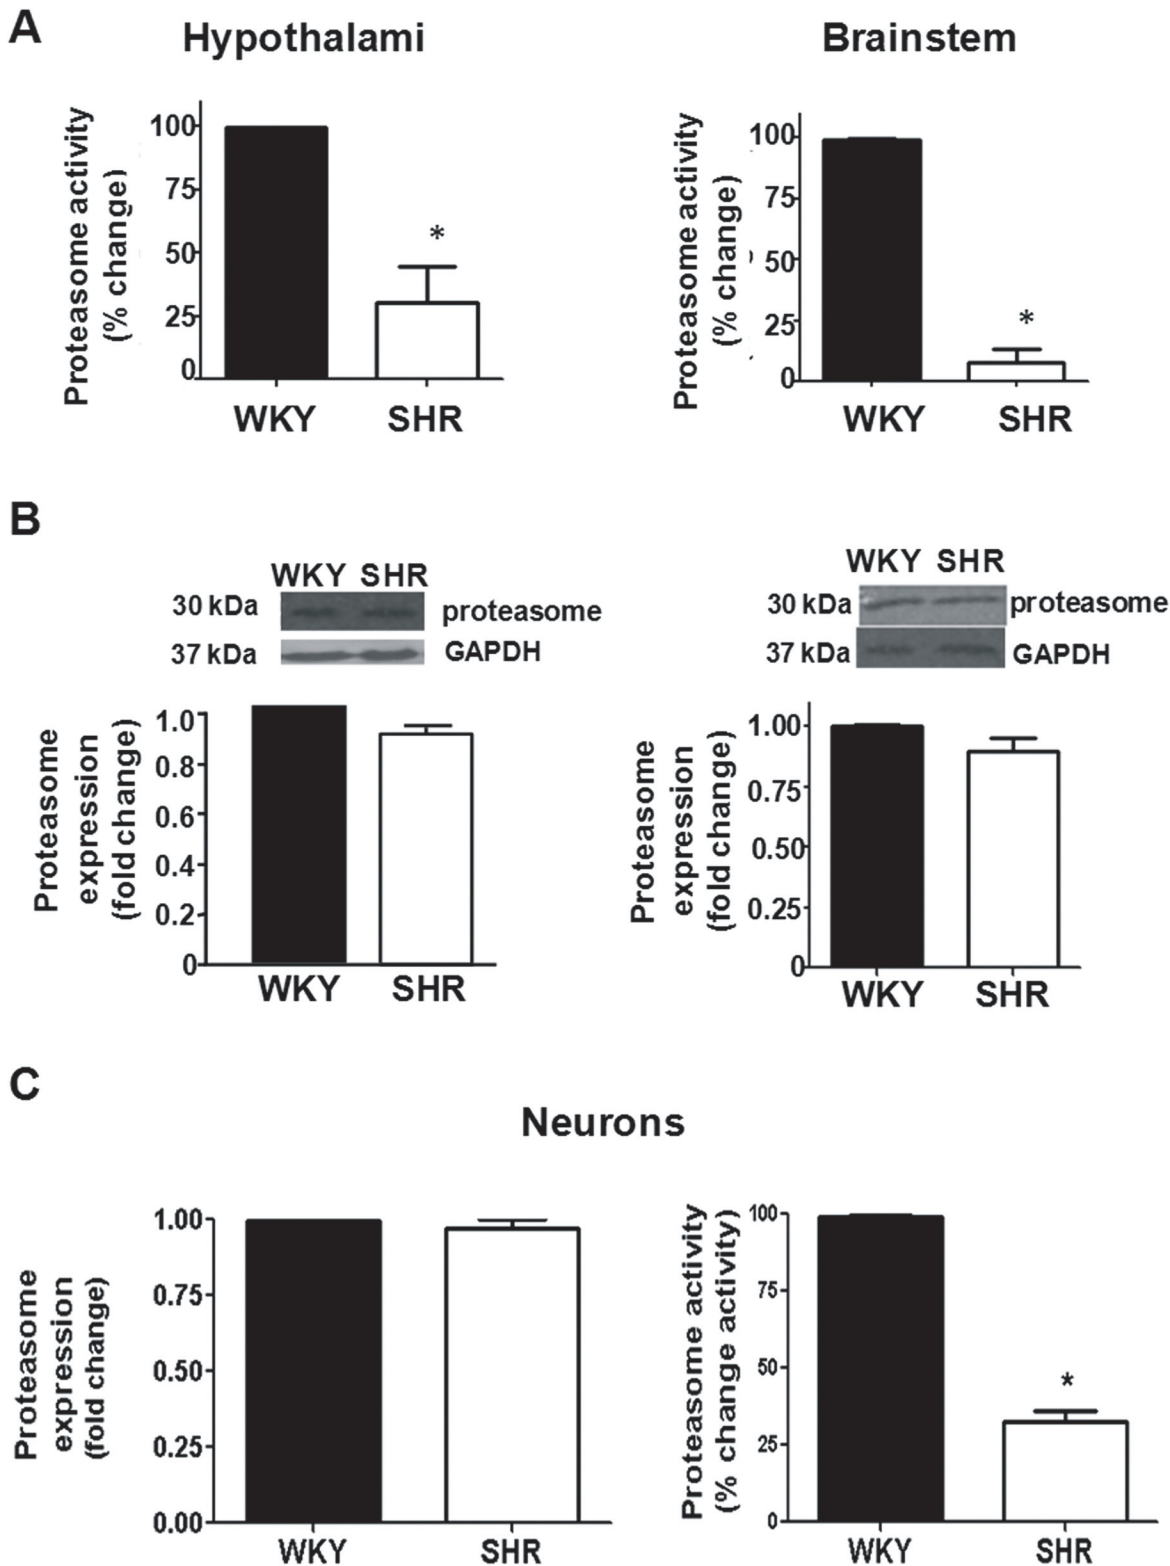 A
Hypothalami
Brainstem
Proteasome activity
(% change)
100
75
50
25
0
*
WKY
SHR
Proteasome activity
(% change)
100
75
50
25
0
*
WKY
SHR
B
WKY SHR
30 kDa
proteasome
37 kDa
GAPDH
Proteasome
expression
(fold change)
1.0
0.8
0.6
0.4
0.2
0
WKY
SHR
WKY SHR
30 kDa
proteasome
37 kDa
GAPDH
Proteasome
expression
(fold change)
1.00
0.75
0.50
0.25
0
WKY
SHR
C
Neurons
Proteasome
expression
(fold change)
1.00
0.75
0.50
0.25
0.00
WKY
SHR
Proteasome activity
(% change activity)
100
75
50
25
0
*
WKY
SHR